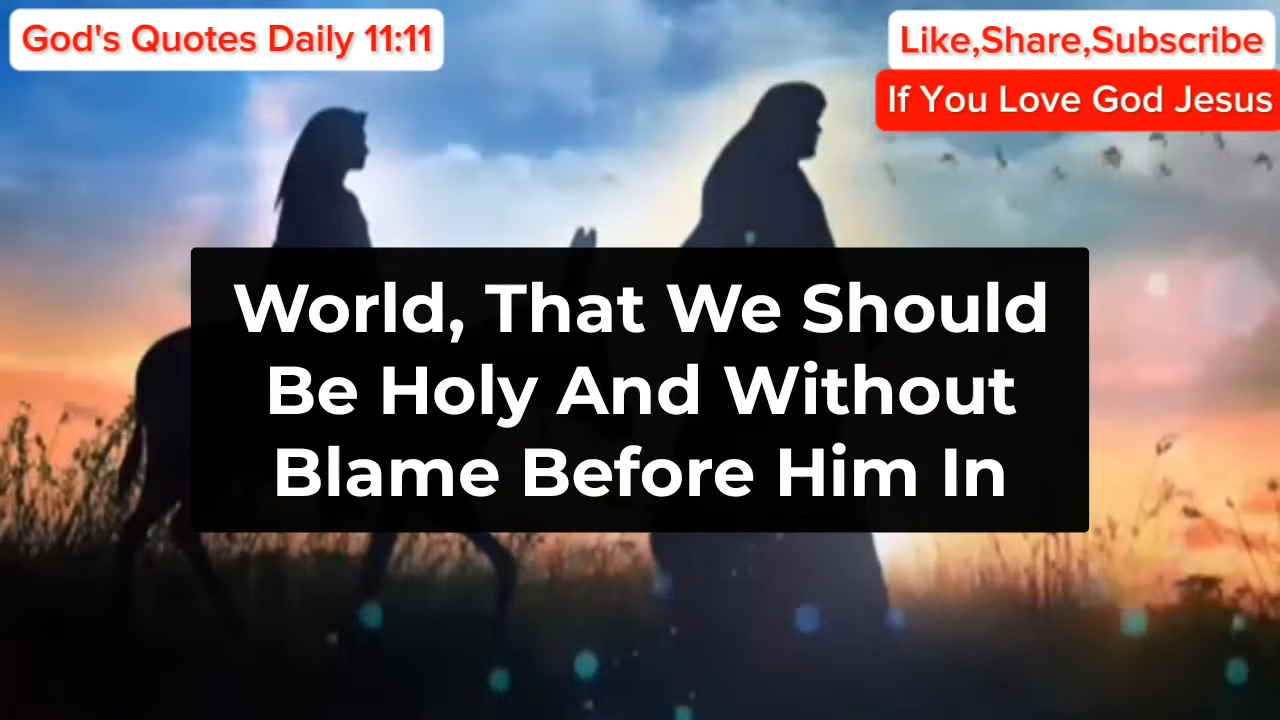 God's Quotes Daily 11:11
Like,Share,Subscribe
If You Love God Jesus
World, That We Should
Be Holy And Without
Blame Before Him In